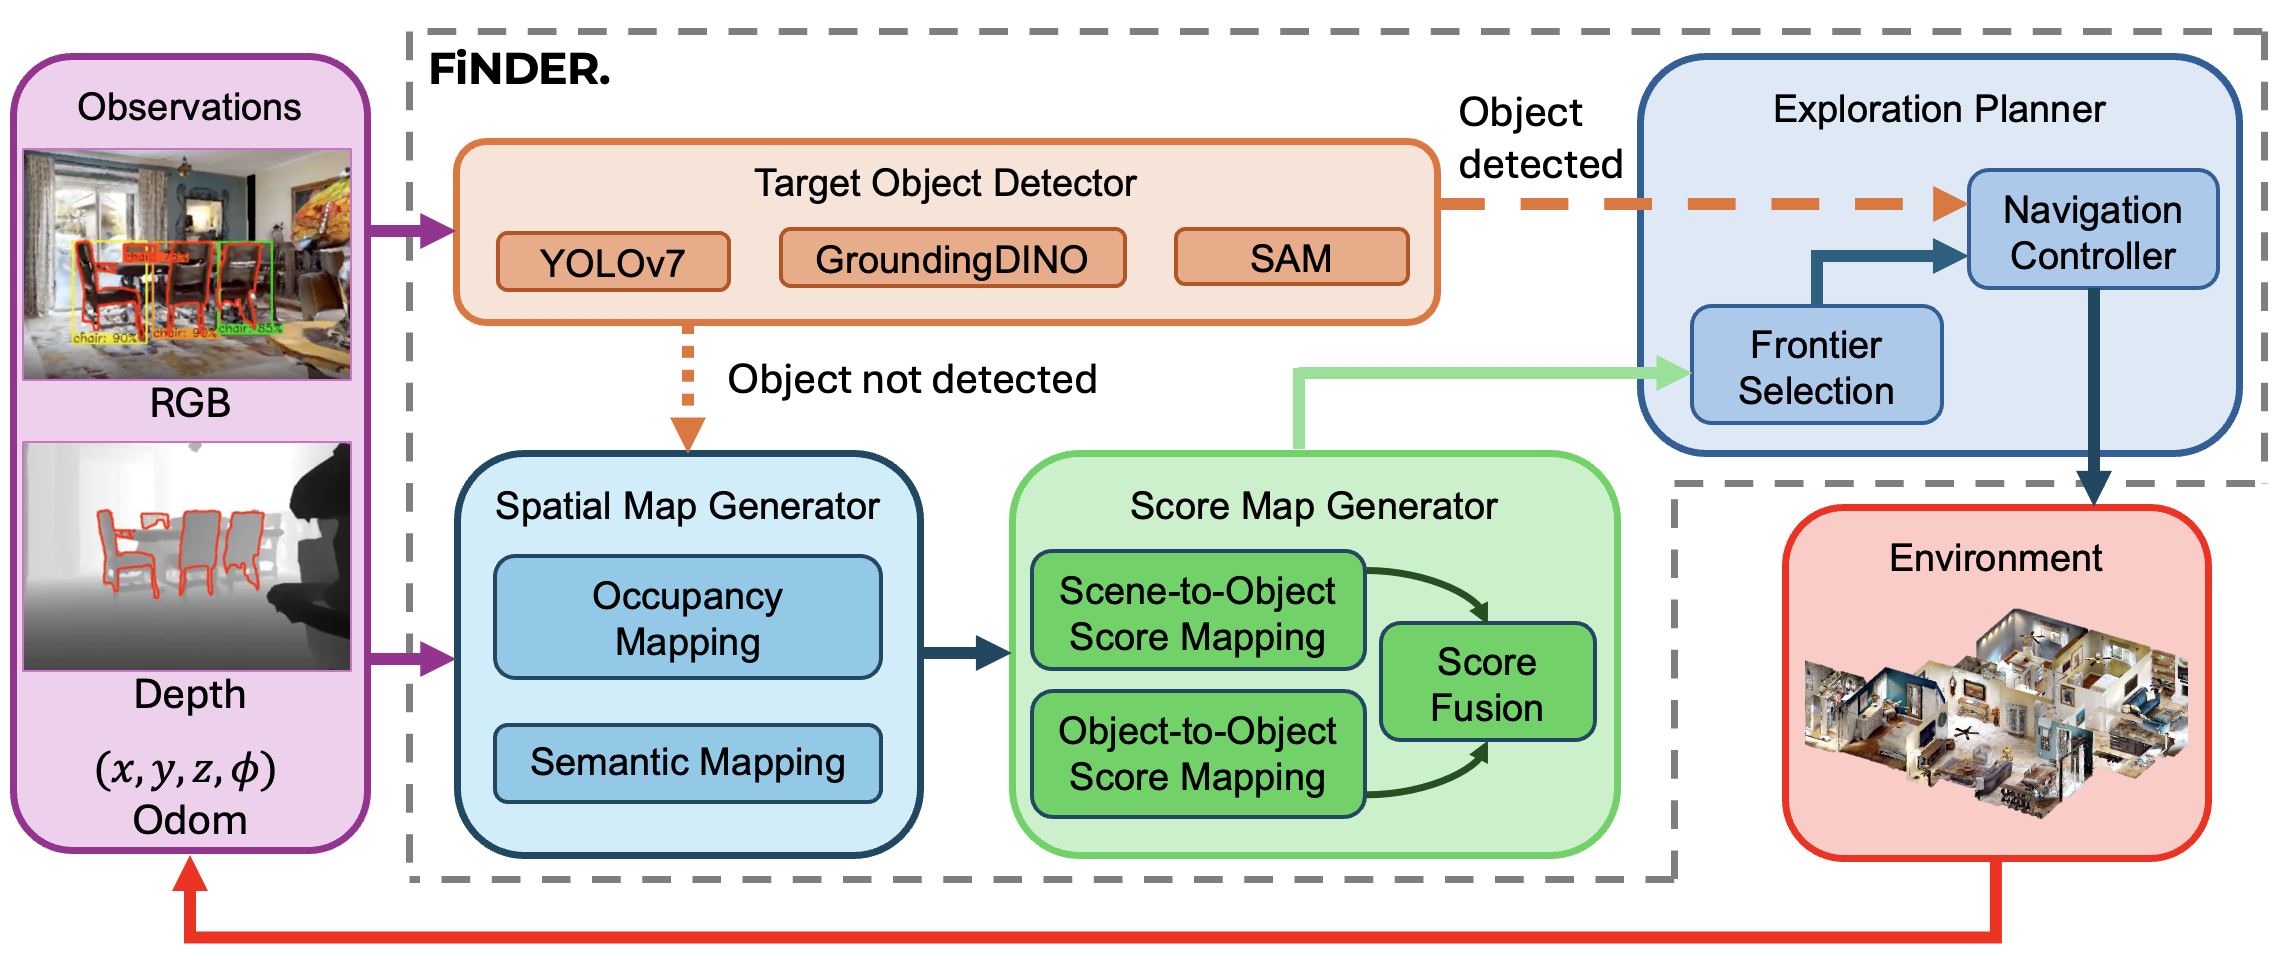 FiNDER.
Observations
chair: 75%
chair: 90%
chair: 90%
chair: 85%
RGB
Depth
(x, y, z, ϕ)
Odom
Target Object Detector
YOLOv7
GroundingDINO
SAM
Object
detected
Object not detected
Exploration Planner
Navigation
Controller
Frontier
Selection
Spatial Map Generator
Occupancy
Mapping
Semantic Mapping
Score Map Generator
Scene-to-Object
Score Mapping
Object-to-Object
Score Mapping
Score
Fusion
Environment